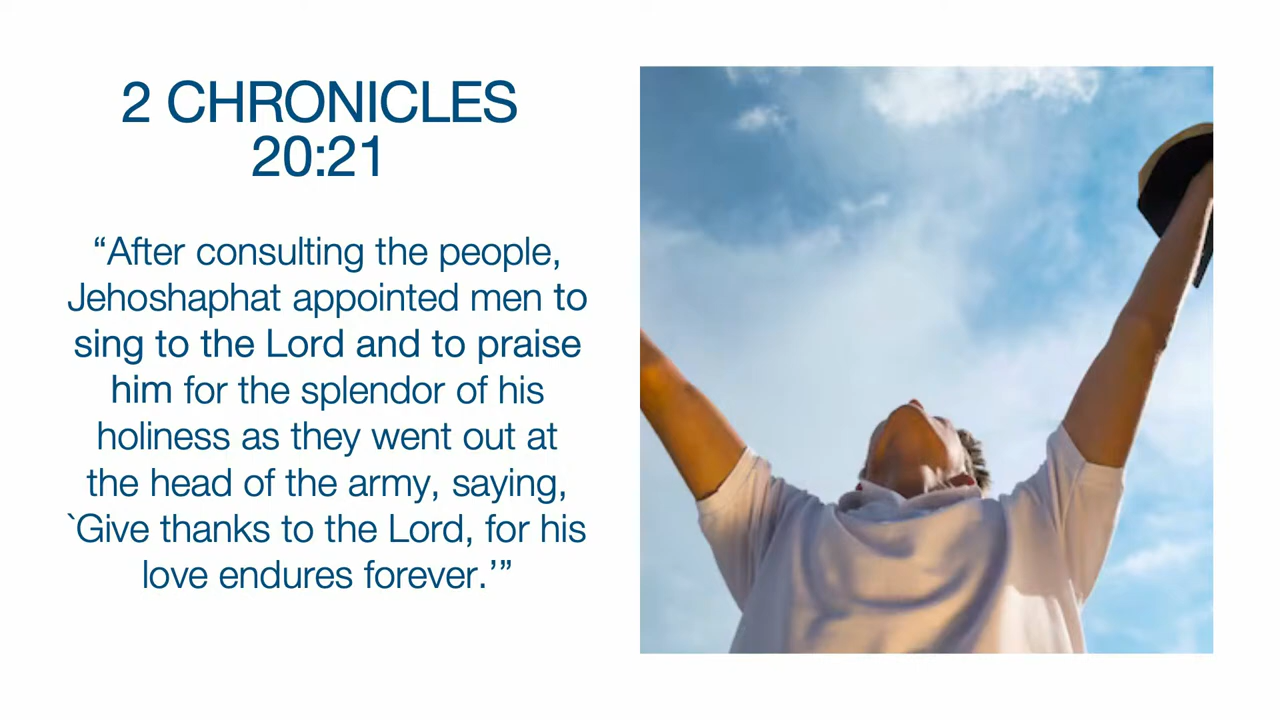 2 CHRONICLES
20:21
“After consulting the people,
Jehoshaphat appointed men to
sing to the Lord and to praise
him for the splendor of his
holiness as they went out at
the head of the army, saying,
`Give thanks to the Lord, for his
love endures forever.’”